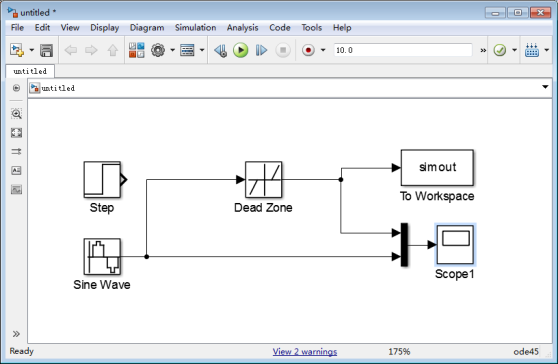 untitled *
File Edit View Display Diagram Simulation Analysis Code Tools Help
10.0
untitled
untitled
simout
To Workspace
Step
Dead Zone
Sine Wave
Scope1
Ready View 2 warnings 175% ode45